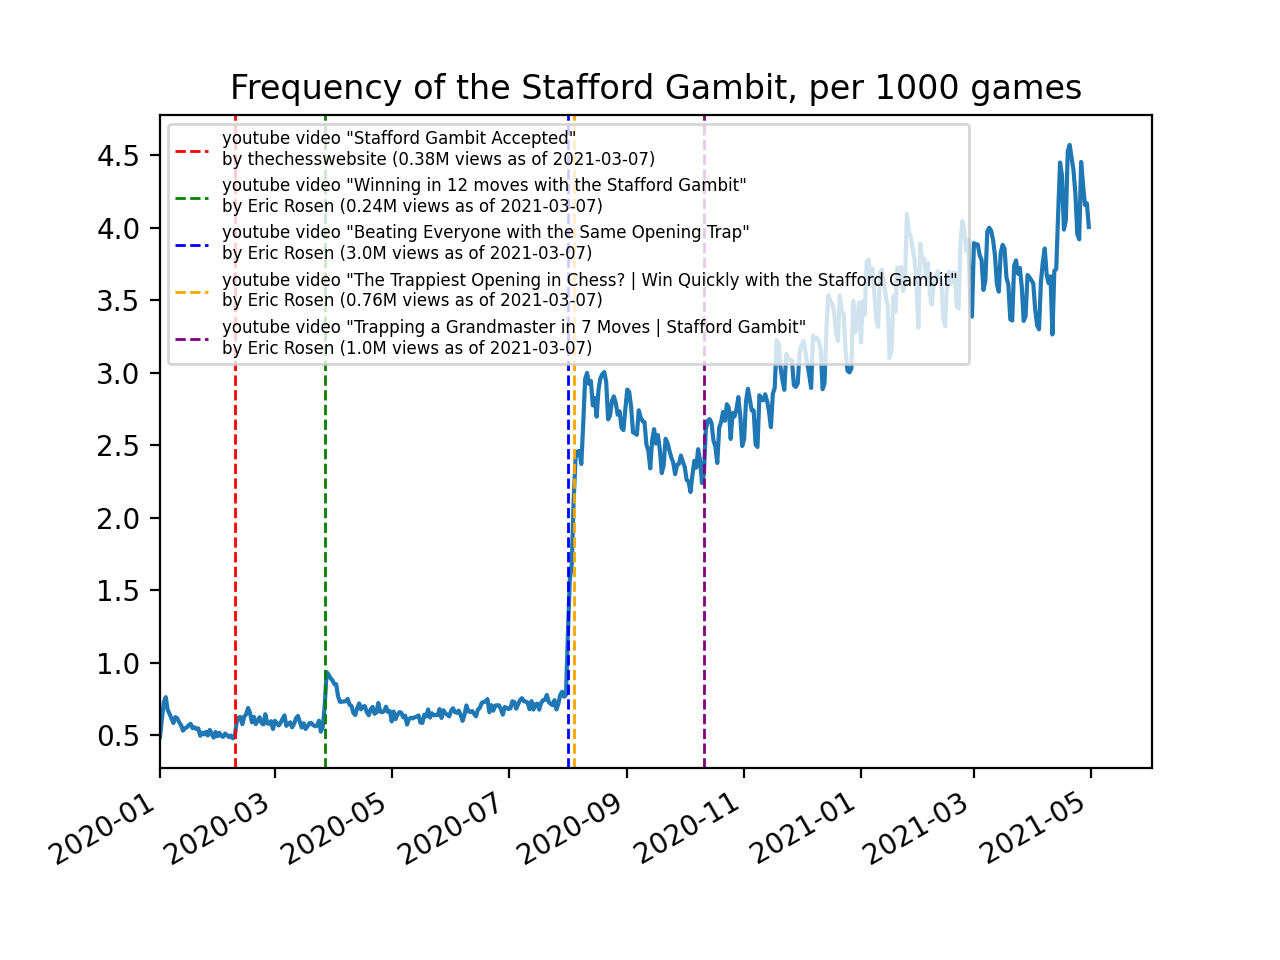 Frequency of the Stafford Gambit, per 1000 games
youtube video "Stafford Gambit Accepted"
by thechesswebsite (0.38M views as of 2021-03-07)
youtube video "Winning in 12 moves with the Stafford Gambit"
by Eric Rosen (0.24M views as of 2021-03-07)
youtube video "Beating Everyone with the Same Opening Trap"
by Eric Rosen (3.0M views as of 2021-03-07)
youtube video "The Trappiest Opening in Chess? | Win Quickly with the Stafford Gambit"
by Eric Rosen (0.76M views as of 2021-03-07)
youtube video "Trapping a Grandmaster in 7 Moves | Stafford Gambit"
by Eric Rosen (1.0M views as of 2021-03-07)
4.5
4.0
3.5
3.0
2.5
2.0
1.5
1.0
0.5
2020-01
2020-03
2020-05
2020-07
2020-09
2020-11
2021-01
2021-03
2021-05